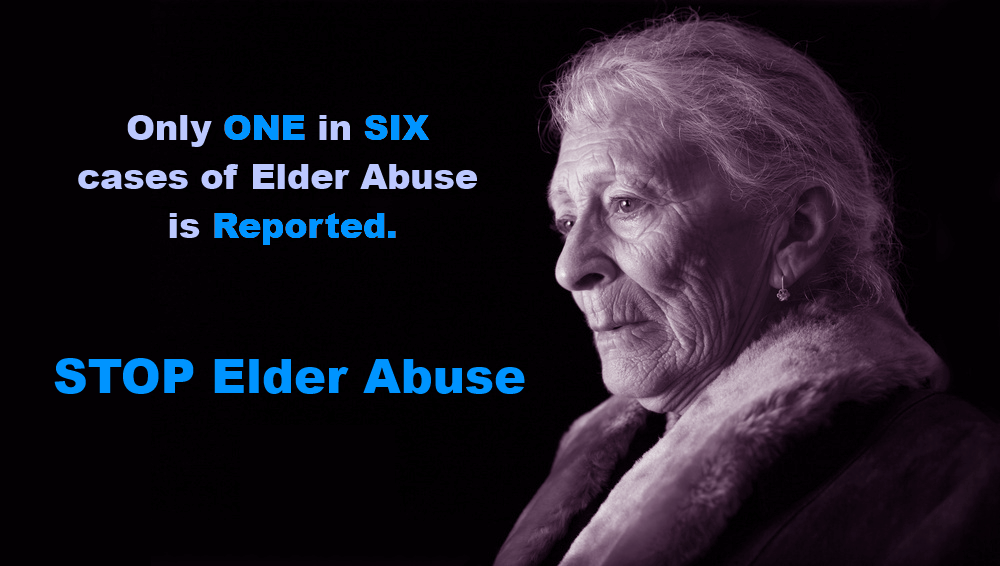 Only ONE in SIX
cases of Elder Abuse
is Reported.
STOP Elder Abuse